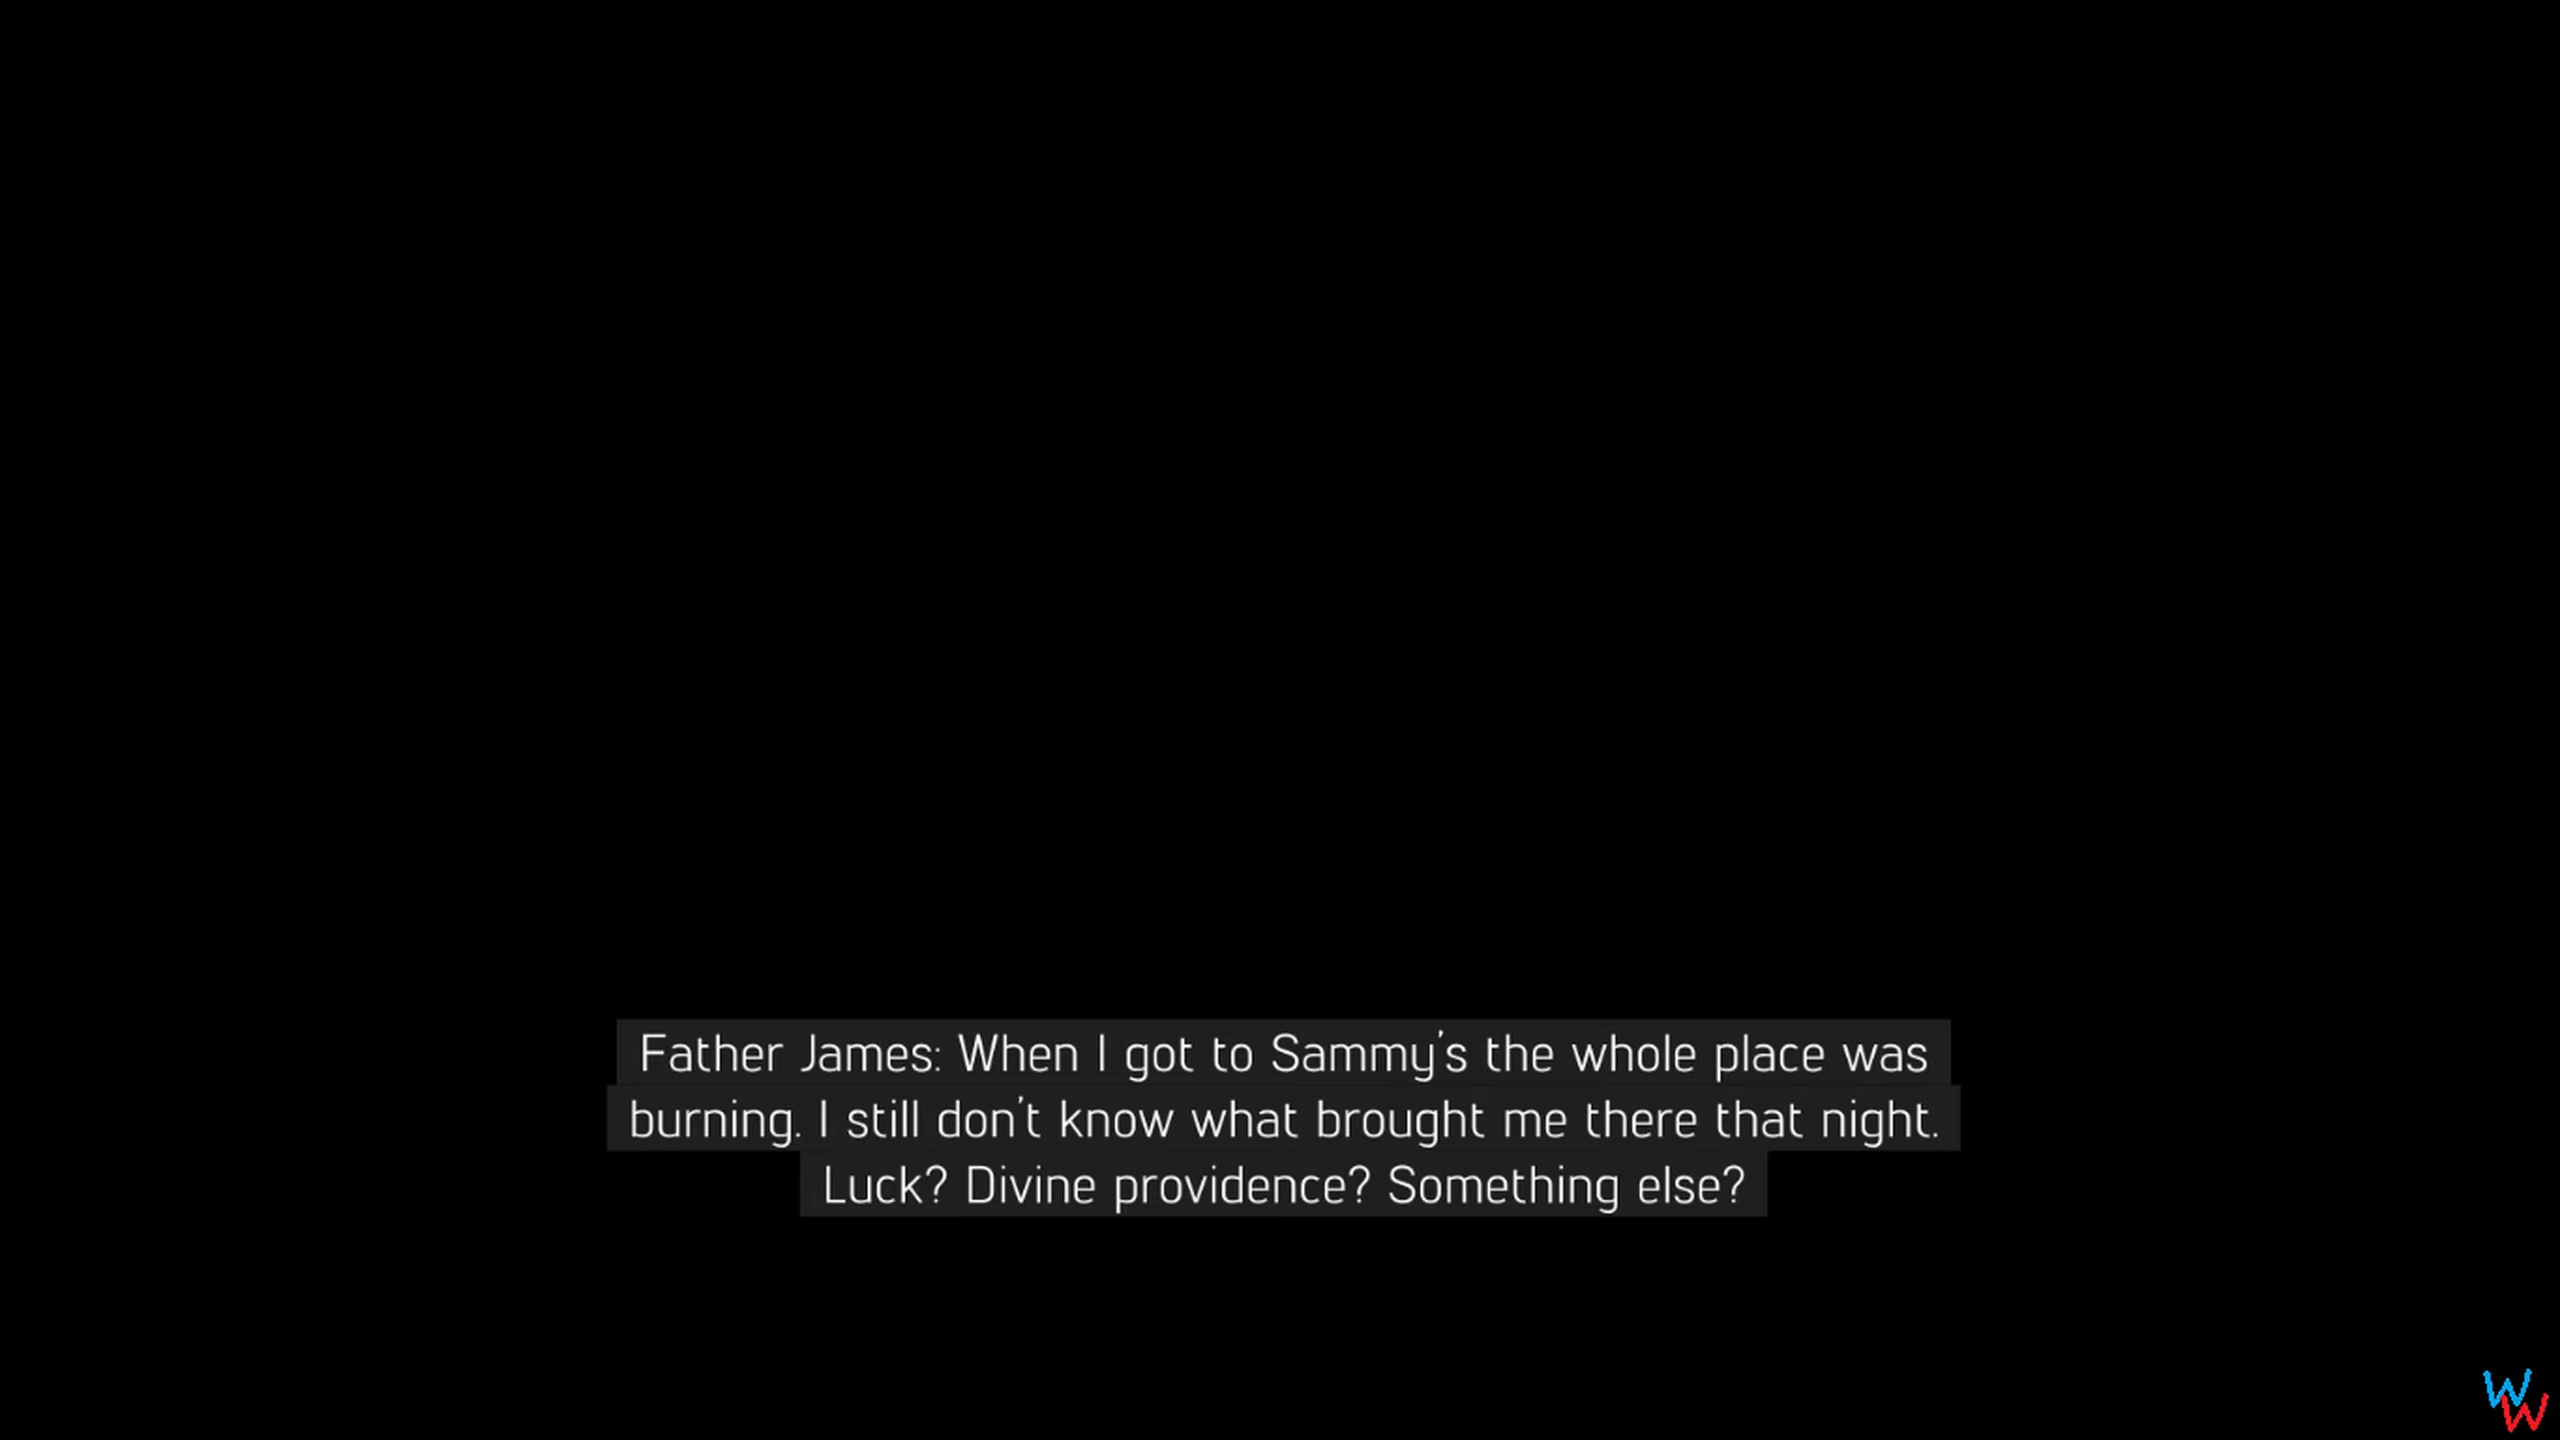 Father James: When I got to Sammy's the whole place was
burning. I still don't know what brought me there that night.
Luck? Divine providence? Something else?
WW